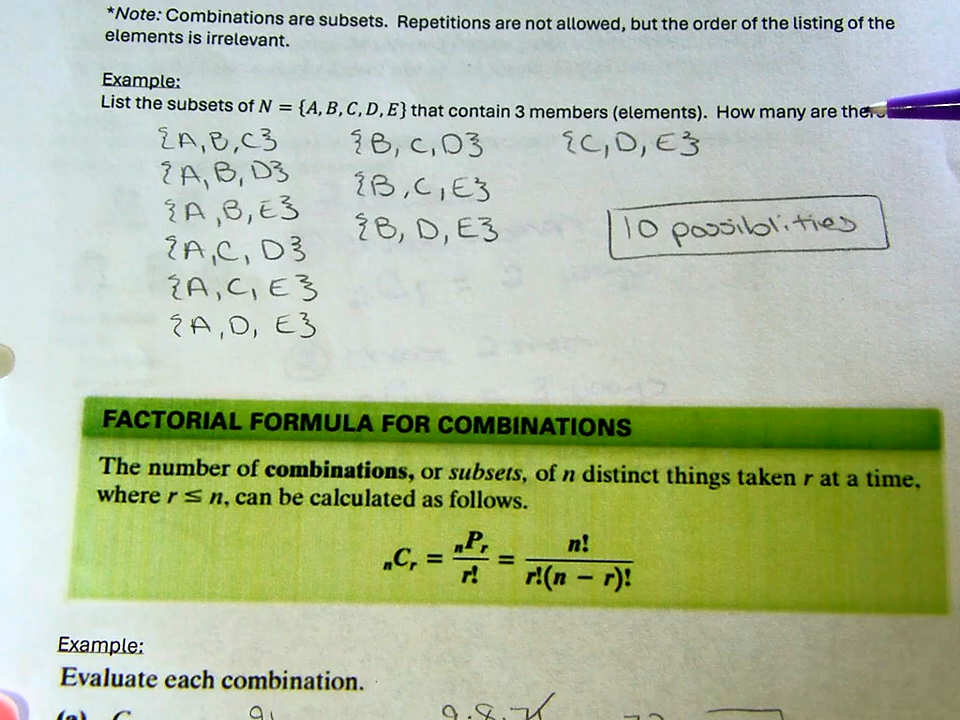 *Note: Combinations are subsets. Repetitions are not allowed, but the order of the listing of the
elements is irrelevant.
Example:
List the subsets of N = {A, B, C, D, E} that contain 3 members (elements). How many are
{A,B,C} {B,C,D} {C,D,E}
{A,B,D} {B,C,E}
{A,B,E} {B,D,E}
10 possiblities
{A,C,D}
{A,C,E}
{A,D,E}
FACTORIAL FORMULA FOR COMBINATIONS
The number of combinations, or subsets, of n distinct things taken r at a time,
where r ≤ n, can be calculated as follows.
nCr = nPr / r! = n! / r!(n − r)!
Example:
Evaluate each combination.